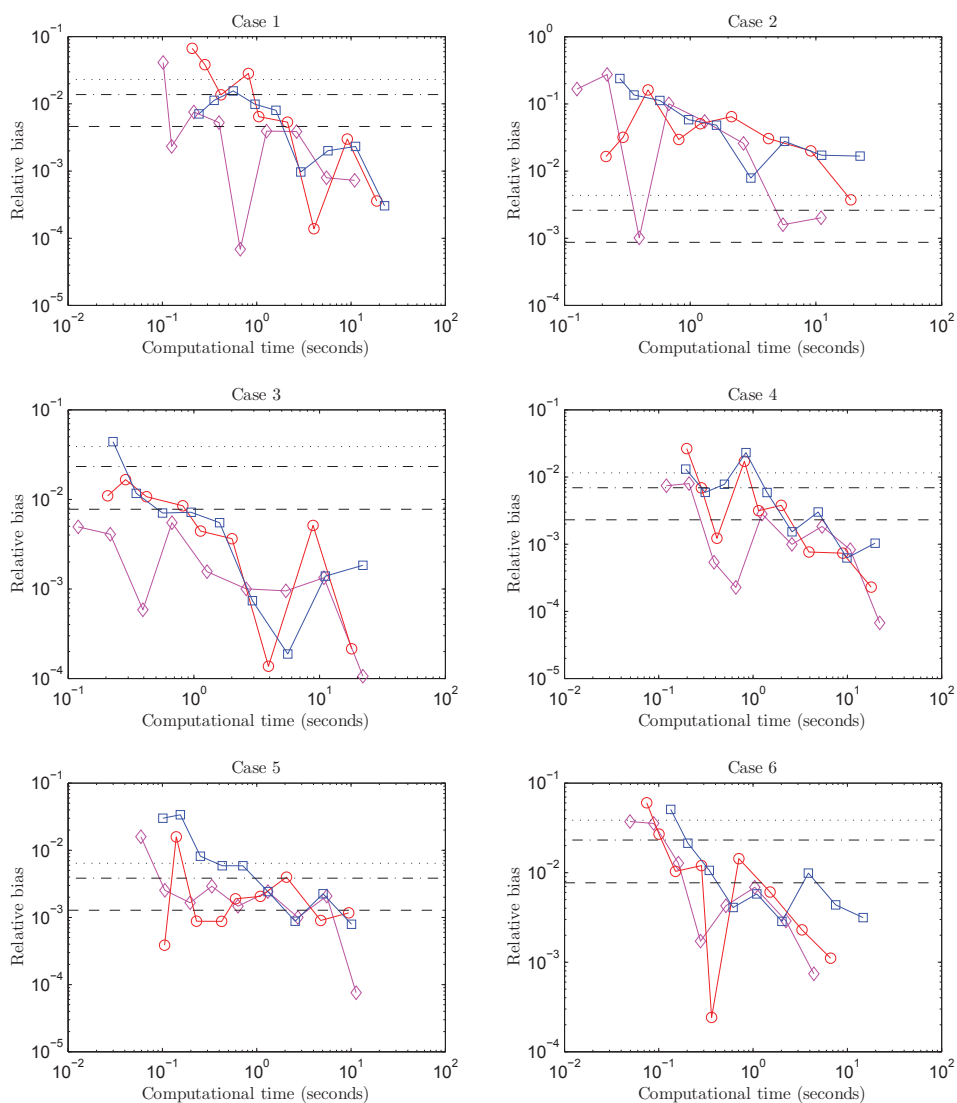 Case 1
Relative bias
10^-1
10^-2
10^-3
10^-4
10^-5
10^-2 10^-1 10^0 10^1 10^2
Computational time (seconds)
Case 2
Relative bias
10^0
10^-1
10^-2
10^-3
10^-4
10^-1 10^0 10^1 10^2
Computational time (seconds)
Case 3
Relative bias
10^-1
10^-2
10^-3
10^-4
10^-1 10^0 10^1 10^2
Computational time (seconds)
Case 4
Relative bias
10^-1
10^-2
10^-3
10^-4
10^-5
10^-2 10^-1 10^0 10^1 10^2
Computational time (seconds)
Case 5
Relative bias
10^-1
10^-2
10^-3
10^-4
10^-5
10^-2 10^-1 10^0 10^1 10^2
Computational time (seconds)
Case 6
Relative bias
10^-1
10^-2
10^-3
10^-4
10^-2 10^-1 10^0 10^1 10^2
Computational time (seconds)